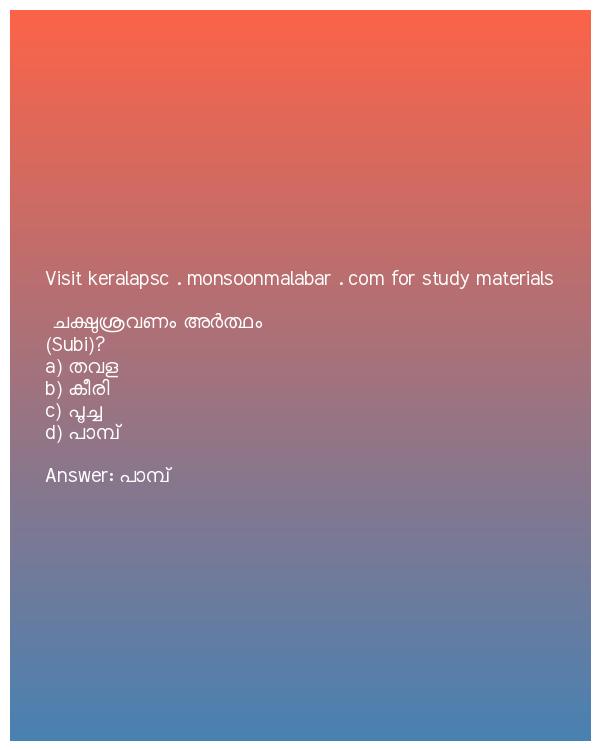 Visit keralapsc . monsoonmalabar . com for study materials
ചക്ഷുശ്രവണം അർത്ഥം
(Subi)?
a) തവള
b) കീരി
c) പൂച്ച
d) പാമ്പ്
Answer: പാമ്പ്